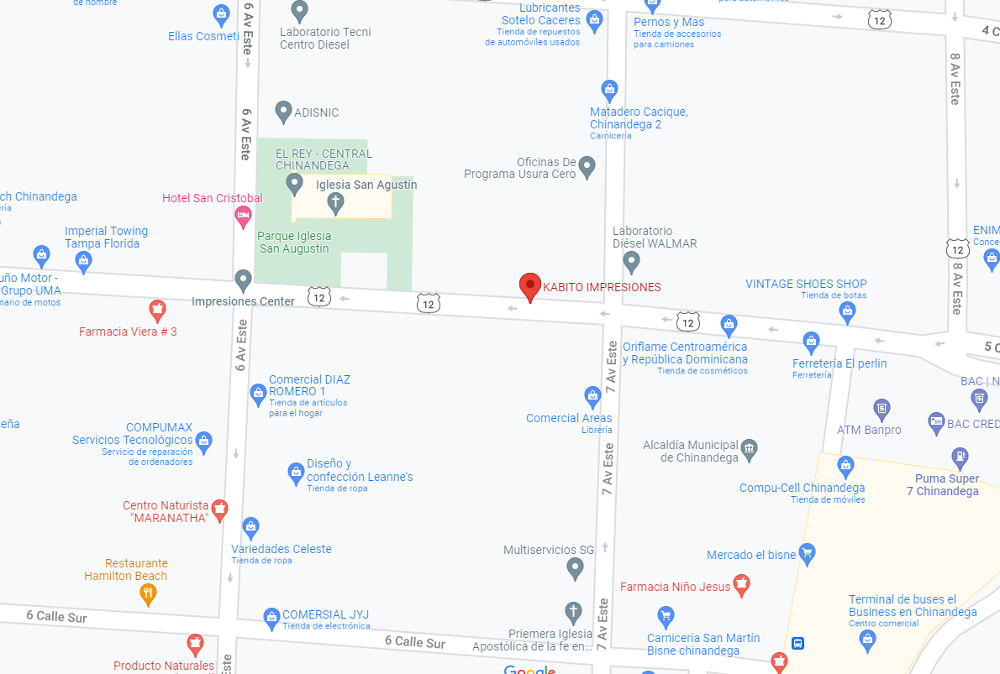 de nombre
6 Av Este
Ellas Cosmeti
Laboratorio Tecni
Centro Diesel
Lubricantes
Sotelo Caceres
Tienda de repuestos
de automóviles usados
Pernos y Mas
Tienda de accesorios
para camiones
12
4 C
8 Av Este
6 Av Este
ADISNIC
Matadero Cacique,
Chinandega 2
Carnicería
EL REY - CENTRAL
CHINANDEGA
Iglesia San Agustín
Oficinas De
Programa Usura Cero
ch Chinandega
ería
Hotel San Cristobal
Imperial Towing
Tampa Florida
Parque Iglesia
San Augustin
Laboratorio
Diésel WALMAR
ENIM
Conce
12
8 Av Este
uño Motor -
Grupo UMA
mario de motos
Impresiones Center
12
12
KABITO IMPRESIONES
VINTAGE SHOES SHOP
Tienda de botas
12
Farmacia Viera # 3
6 Av Este
7 Av Este
Oriflame Centroamérica
y República Dominicana
Tienda de cosméticos
Ferretería El perlin
Ferretería
5 C
Comercial DIAZ
ROMERO 1
Tienda de artículos
para el hogar
Comercial Areas
Librería
BAC | N
ATM Banpro
BAC CRED
eña
COMPUMAX
Servicios Tecnológicos
Servicio de reparación
de ordenadores
Alcaldía Municipal
de Chinandega
7 Av Este
Diseño y
confección Leanne's
Tienda de ropa
Compu-Cell Chinandega
Tienda de móviles
Puma Super
7 Chinandega
Centro Naturista
"MARANATHA"
Variedades Celeste
Tienda de ropa
Multiservicios SG
Mercado el bisne
Restaurante
Hamilton Beach
Farmacia Niño Jesus
6 Calle Sur
COMERSIAL JYJ
Tienda de electrónica
6 Calle Sur
Priemera Iglesia
Apostólica de la fe en...
7 Av Este
Carnicería San Martín
Bisne chinandega
Terminal de buses el
Business en Chinandega
Centro comercial
Producto Naturales
Este
Google